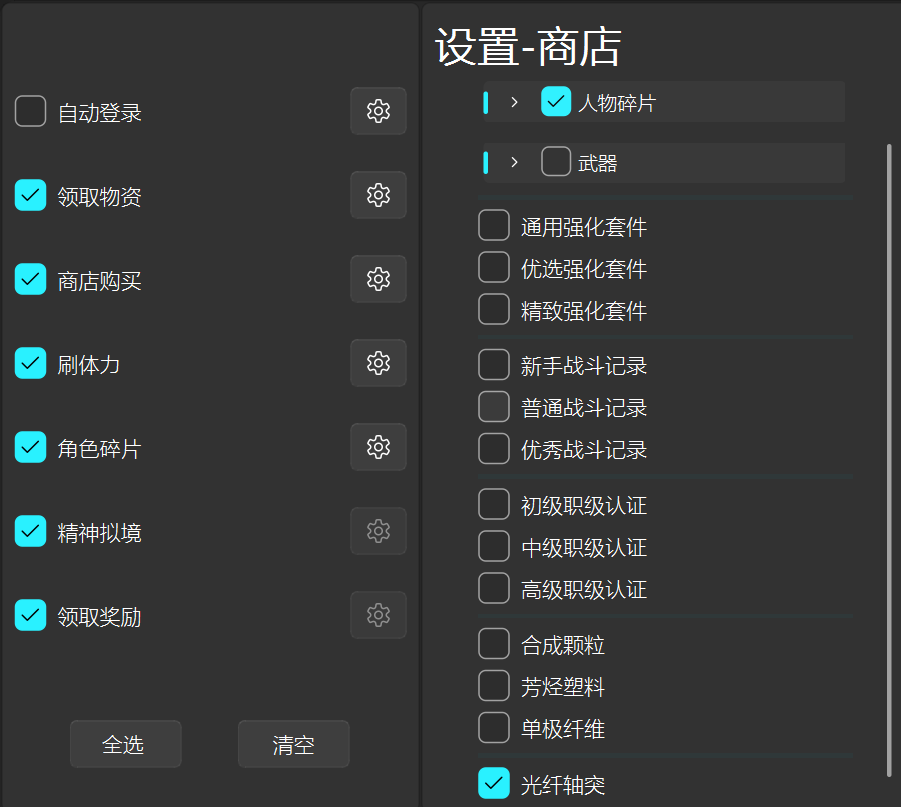 自动登录
领取物资
商店购买
刷体力
角色碎片
精神拟境
领取奖励
全选
清空
设置-商店
人物碎片
武器
通用强化套件
优选强化套件
精致强化套件
新手战斗记录
普通战斗记录
优秀战斗记录
初级职级认证
中级职级认证
高级职级认证
合成颗粒
芳烃塑料
单极纤维
光纤轴突